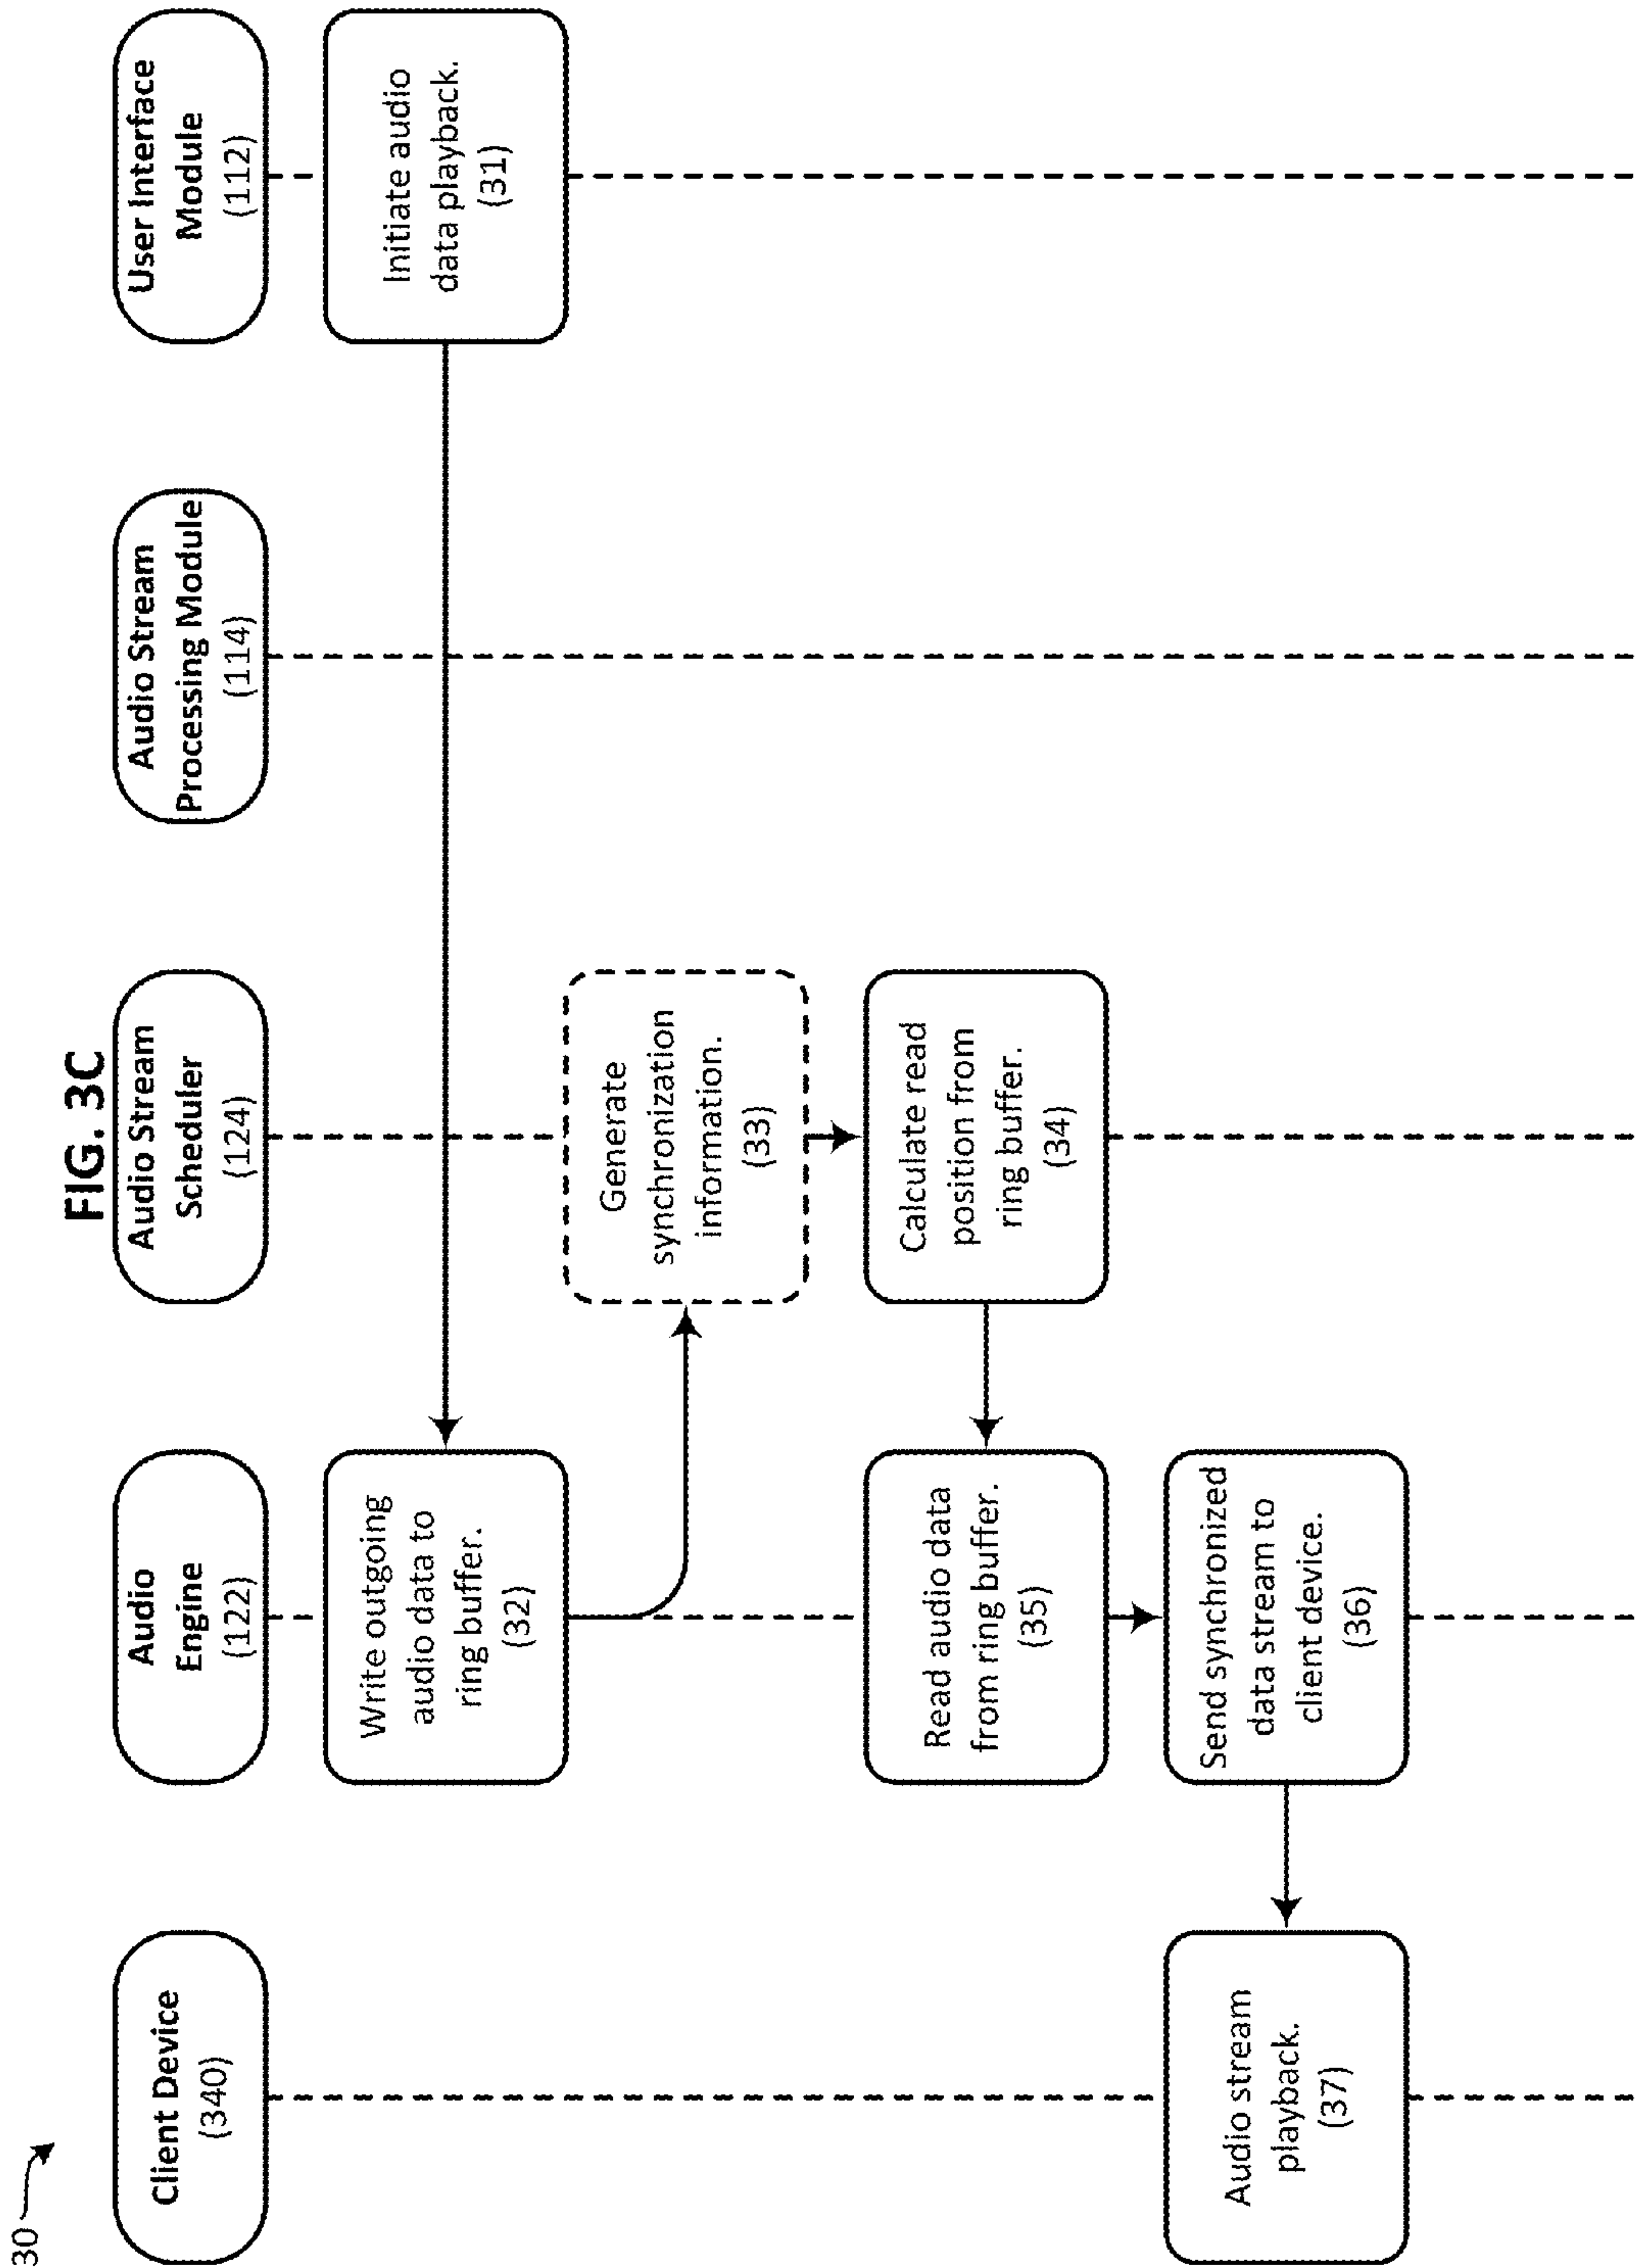 30
FIG. 3C
Client Device
(340)
Audio
Engine
(122)
Audio Stream
Scheduler
(124)
Audio Stream
Processing Module
(114)
User Interface
Module
(112)
Initiate audio
data playback.
(31)
Write outgoing
audio data to
ring buffer.
(32)
Generate
synchronization
information.
(33)
Calculate read
position from
ring buffer.
(34)
Read audio data
from ring buffer.
(35)
Send synchronized
data stream to
client device.
(36)
Audio stream
playback.
(37)